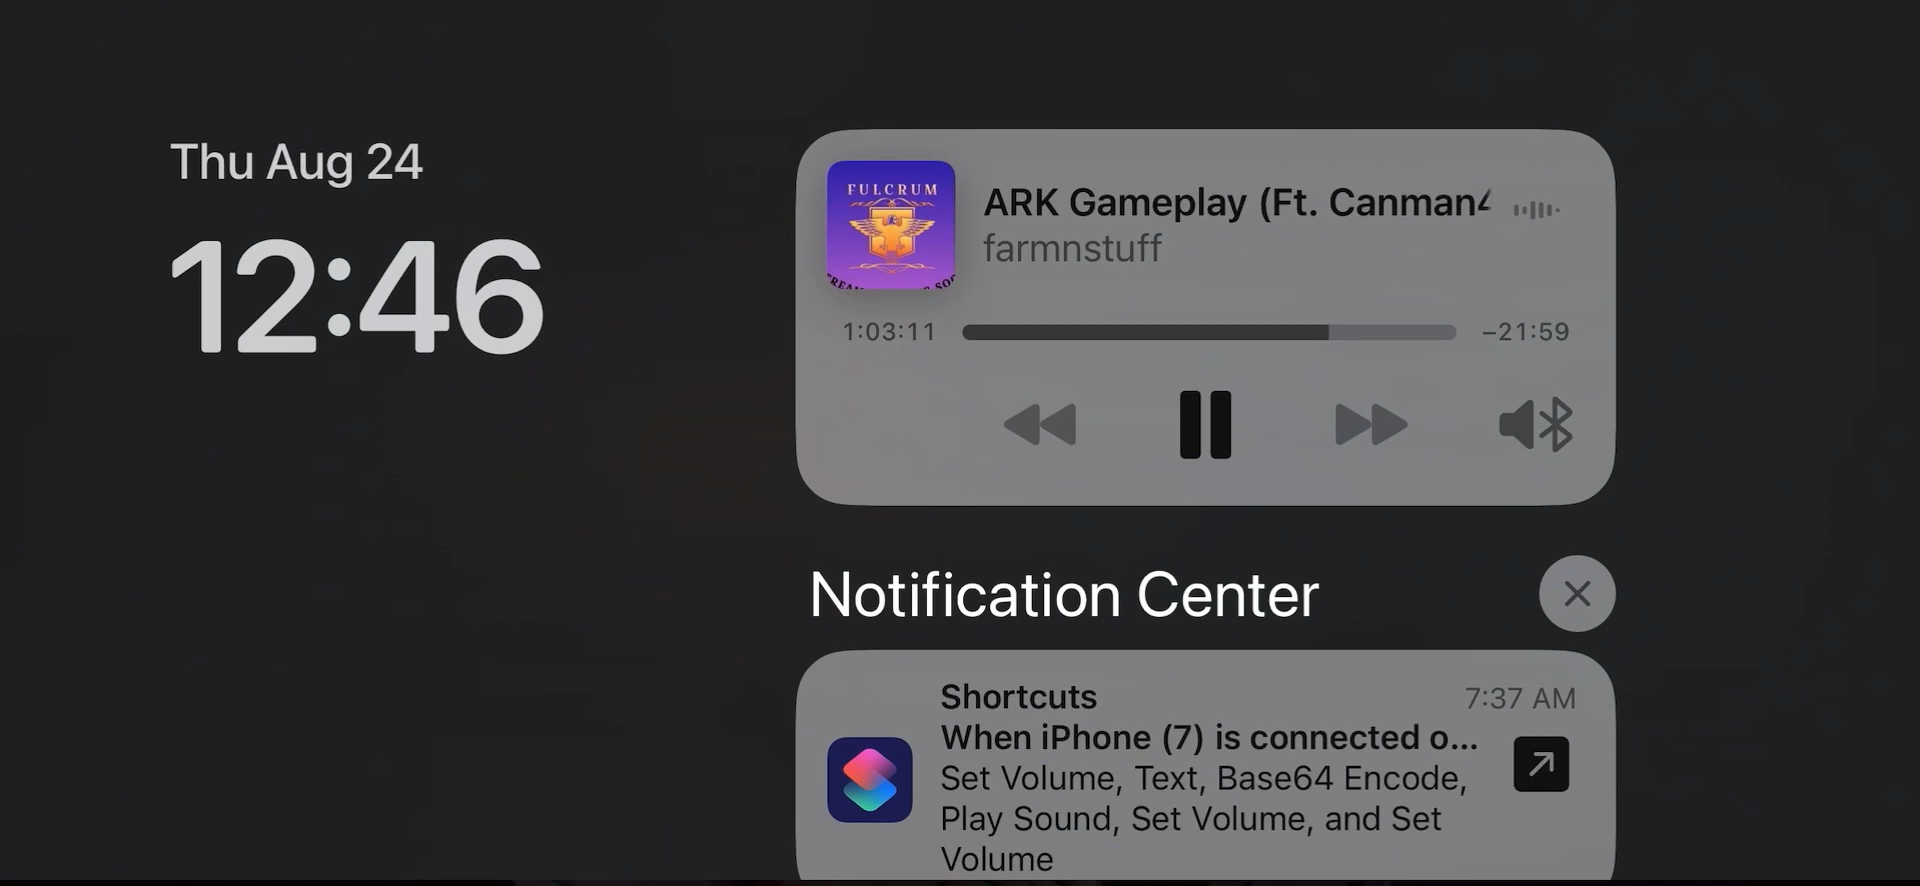 Thu Aug 24
12:46
FULCRUM
ARK Gameplay (Ft. Canman4
farmnstuff
1:03:11
-21:59
Notification Center
Shortcuts
7:37 AM
When iPhone (7) is connected o...
Set Volume, Text, Base64 Encode,
Play Sound, Set Volume, and Set
Volume